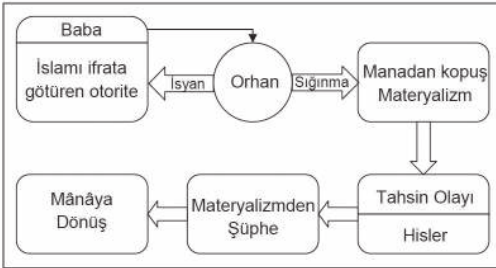 Baba
İslamı ifrata
götüren otorite
İsyan
Orhan
Sığınma
Manadan kopuş
Materyalizm
Tahsin Olayı
Hisler
Materyalizmden
Şüphe
Mânâya
Dönüş